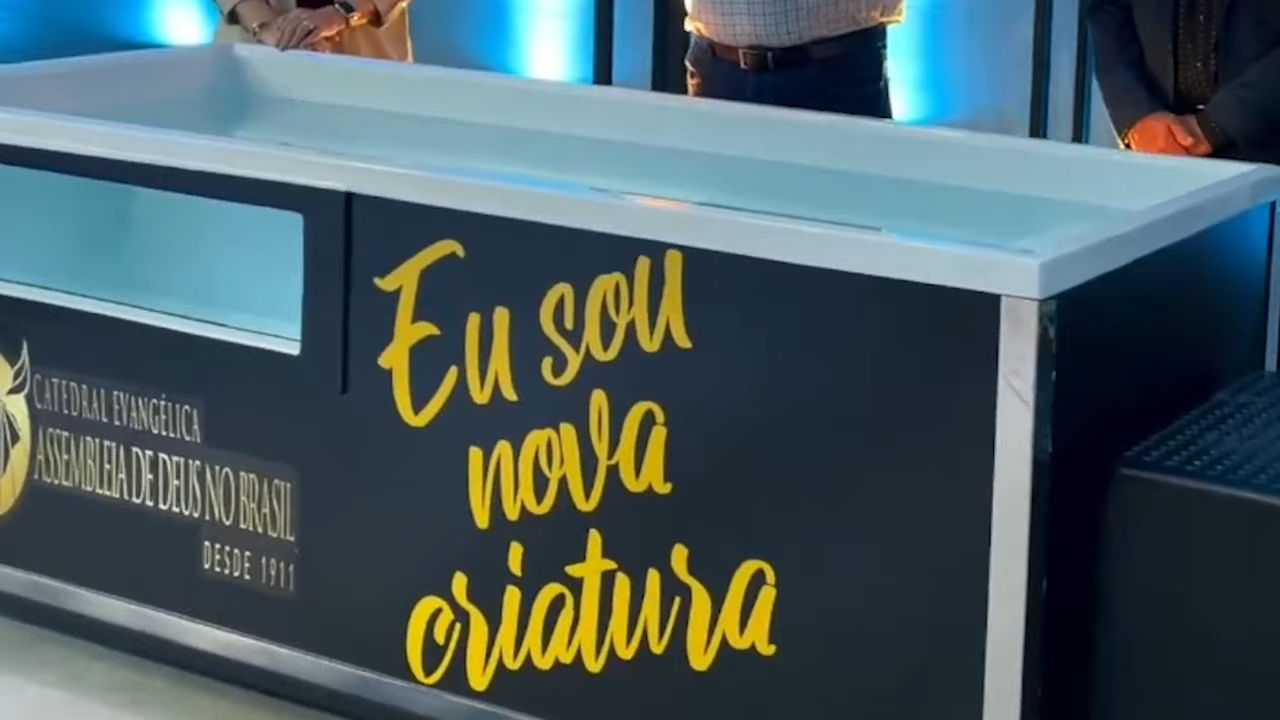 CATEDRAL EVANGÉLICA
ASSEMBLEIA DE DEUS NO BRASIL
DESDE 1911
Eu sou
nova
criatura